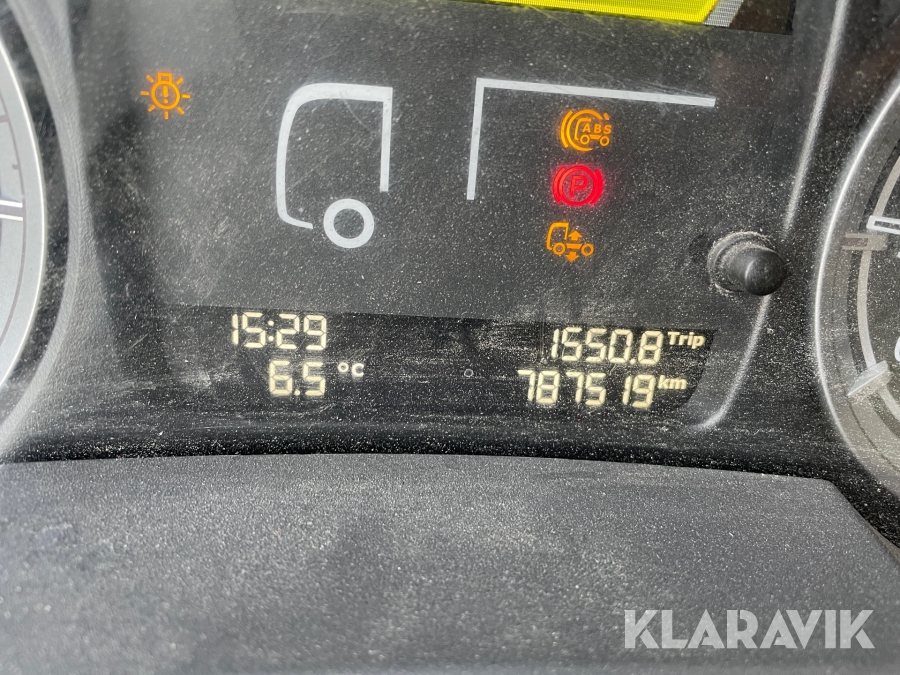 ABS
P
15:29
1550.8 Trip
6.5 °C
787519 km
KLARAVIK